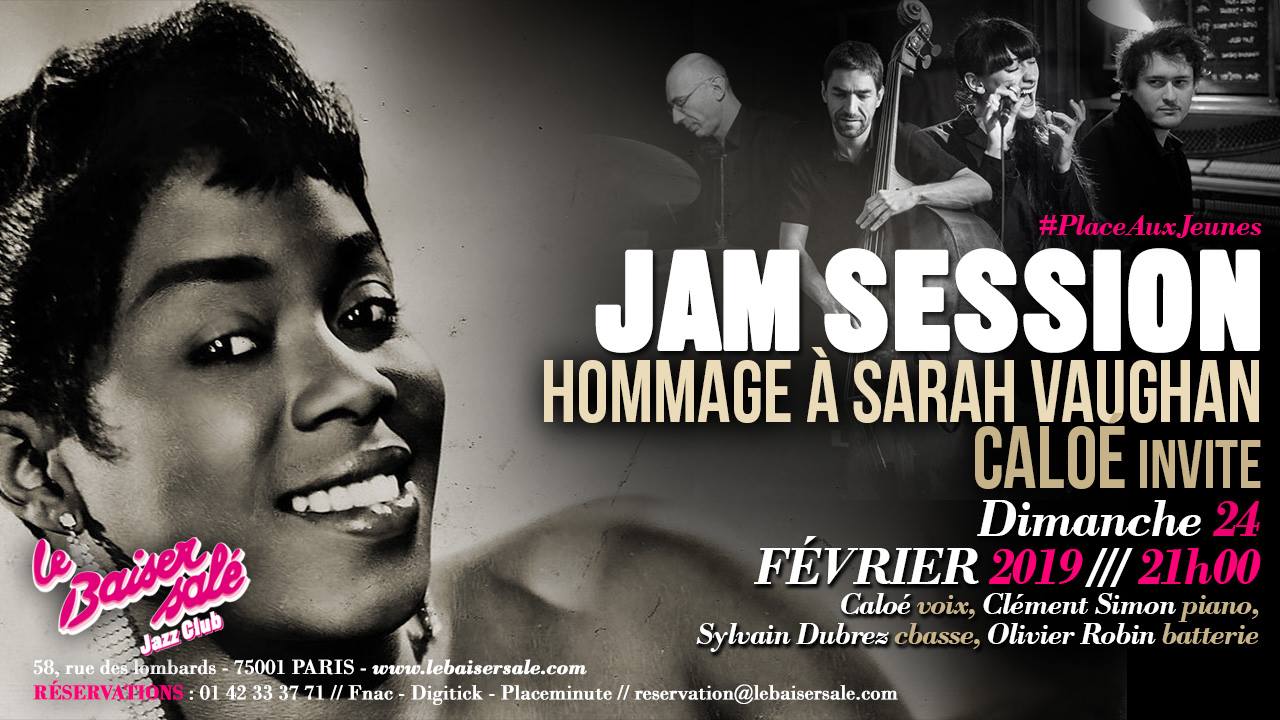 #PlaceAuxJeunes
JAM SESSION
HOMMAGE À SARAH VAUGHAN
CALOÉ INVITE
Dimanche 24
FÉVRIER 2019 /// 21h00
Caloé voix, Clément Simon piano,
Sylvain Dubrez cbasse, Olivier Robin batterie
le
Baiser
salé
Jazz Club
58, rue des lombards - 75001 PARIS - www.lebaisersale.com
RÉSERVATIONS : 01 42 33 37 71 // Fnac - Digitick - Placeminute // reservation@lebaisersale.com